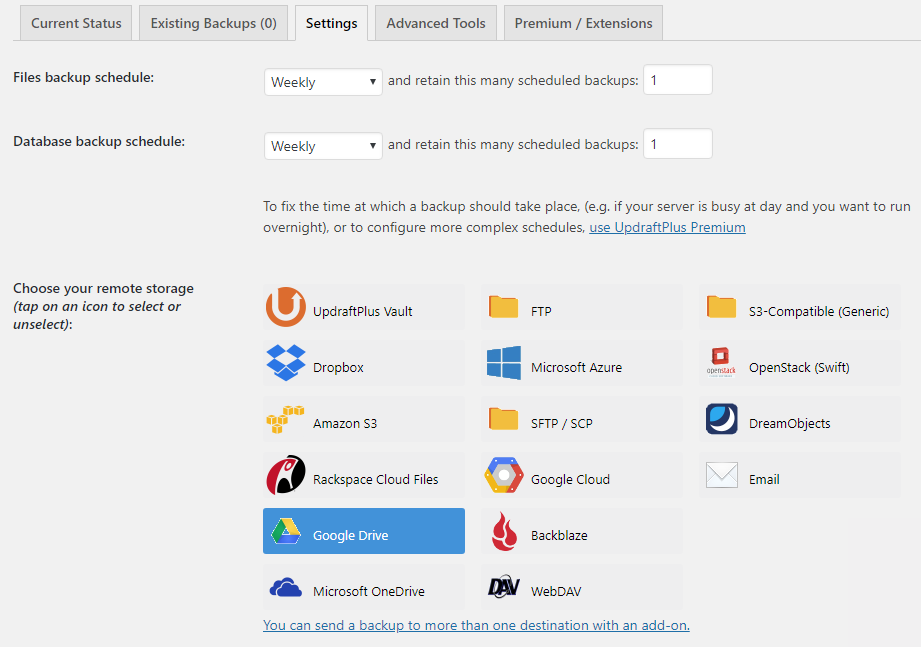 Current Status Existing Backups (0) Settings Advanced Tools Premium / Extensions
Files backup schedule: Weekly and retain this many scheduled backups: 1
Database backup schedule: Weekly and retain this many scheduled backups: 1
To fix the time at which a backup should take place, (e.g. if your server is busy at day and you want to run
overnight), or to configure more complex schedules, use UpdraftPlus Premium
Choose your remote storage
(tap on an icon to select or
unselect):
UpdraftPlus Vault FTP S3-Compatible (Generic)
Dropbox Microsoft Azure openstack OpenStack (Swift)
Amazon S3 SFTP / SCP DreamObjects
Rackspace Cloud Files Google Cloud Email
Google Drive Backblaze
Microsoft OneDrive DAV WebDAV
You can send a backup to more than one destination with an add-on.